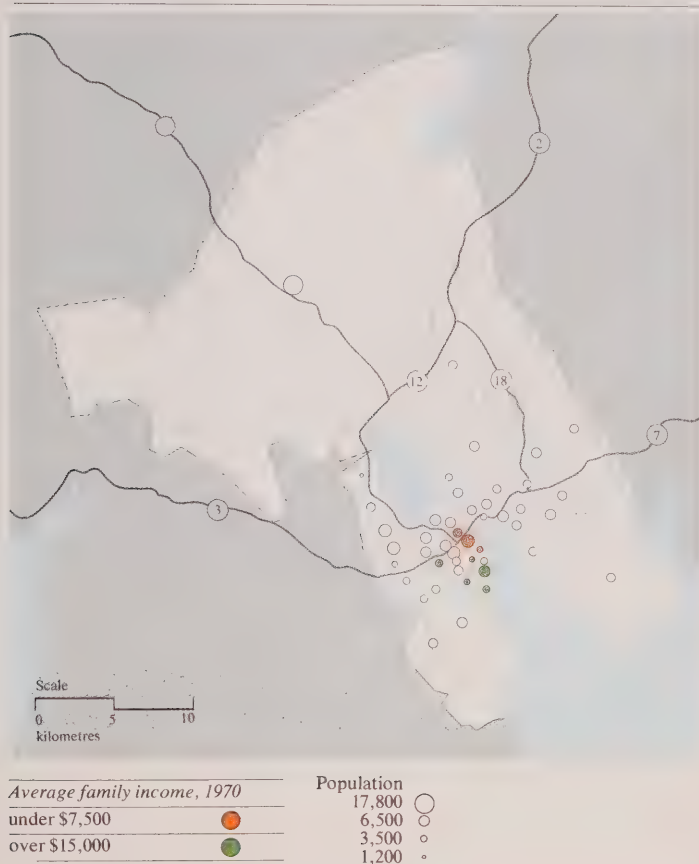 2
12
18
7
3
Scale
0 5 10
kilometres
Average family income, 1970
under $7,500
over $15,000
Population
17,800
6,500
3,500
1,200